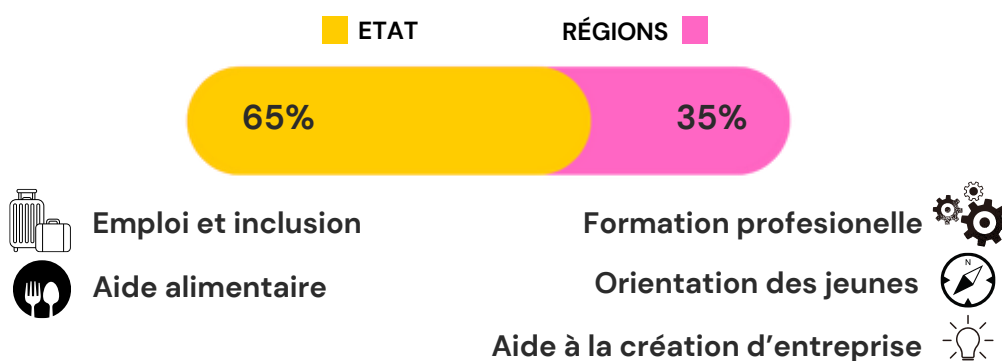 ETAT RÉGIONS
65% 35%
Emploi et inclusion Formation profesionelle
Aide alimentaire Orientation des jeunes
N
Aide à la création d’entreprise